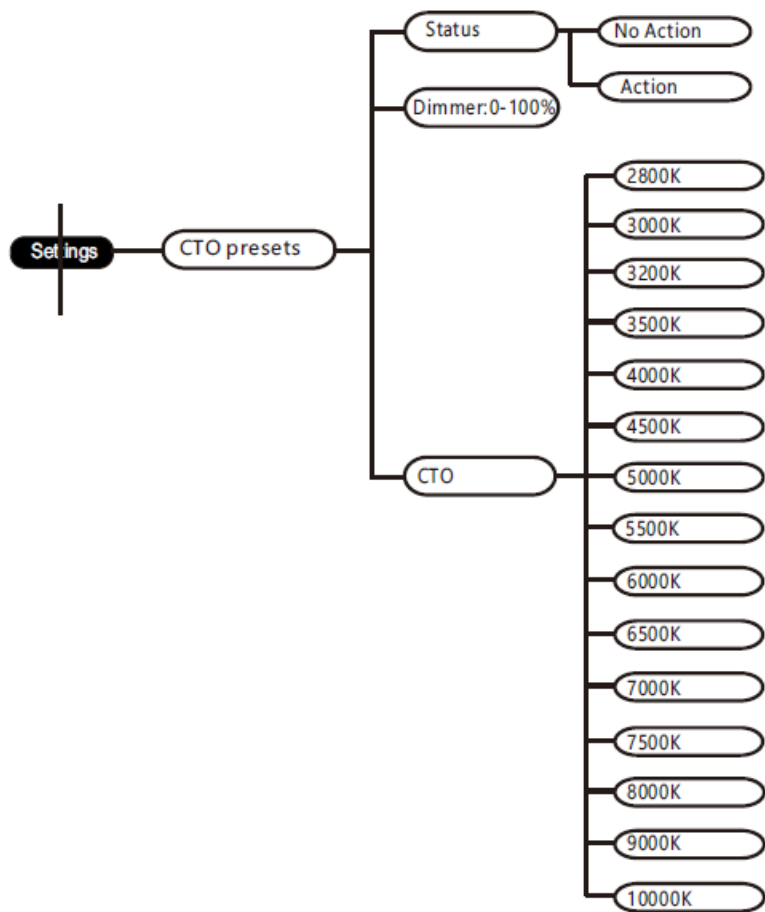 Status
No Action
Action
Dimmer:0-100%
Settings
CTO presets
CTO
2800K
3000K
3200K
3500K
4000K
4500K
5000K
5500K
6000K
6500K
7000K
7500K
8000K
9000K
10000K